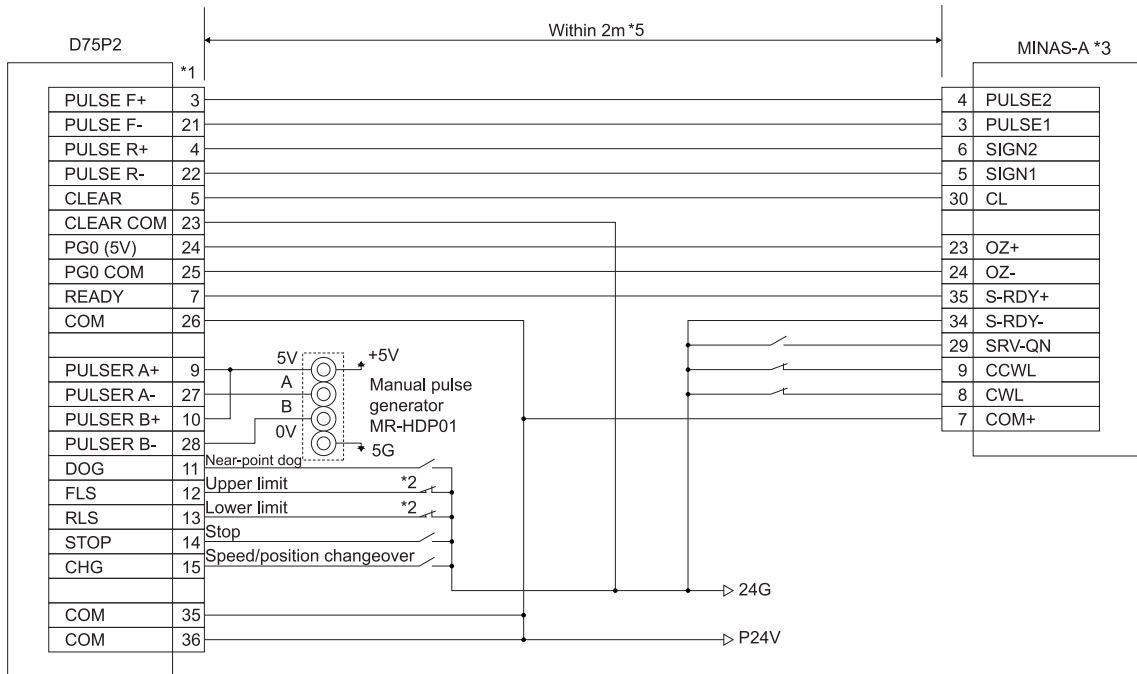 Within 2m *5
D75P2
MINAS-A *3
*1
PULSE F+ 3
4 PULSE2
PULSE F- 21
3 PULSE1
PULSE R+ 4
6 SIGN2
PULSE R- 22
5 SIGN1
CLEAR 5
30 CL
CLEAR COM 23
PG0 (5V) 24
23 OZ+
PG0 COM 25
24 OZ-
READY 7
35 S-RDY+
COM 26
34 S-RDY-
29 SRV-QN
PULSER A+ 9
5V
+5V
9 CCWL
PULSER A- 27
A
8 CWL
PULSER B+ 10
B
7 COM+
PULSER B- 28
0V
5G
Manual pulse
generator
MR-HDP01
DOG 11
Near-point dog
FLS 12
Upper limit *2
RLS 13
Lower limit *2
STOP 14
Stop
CHG 15
Speed/position changeover
24G
COM 35
COM 36
P24V